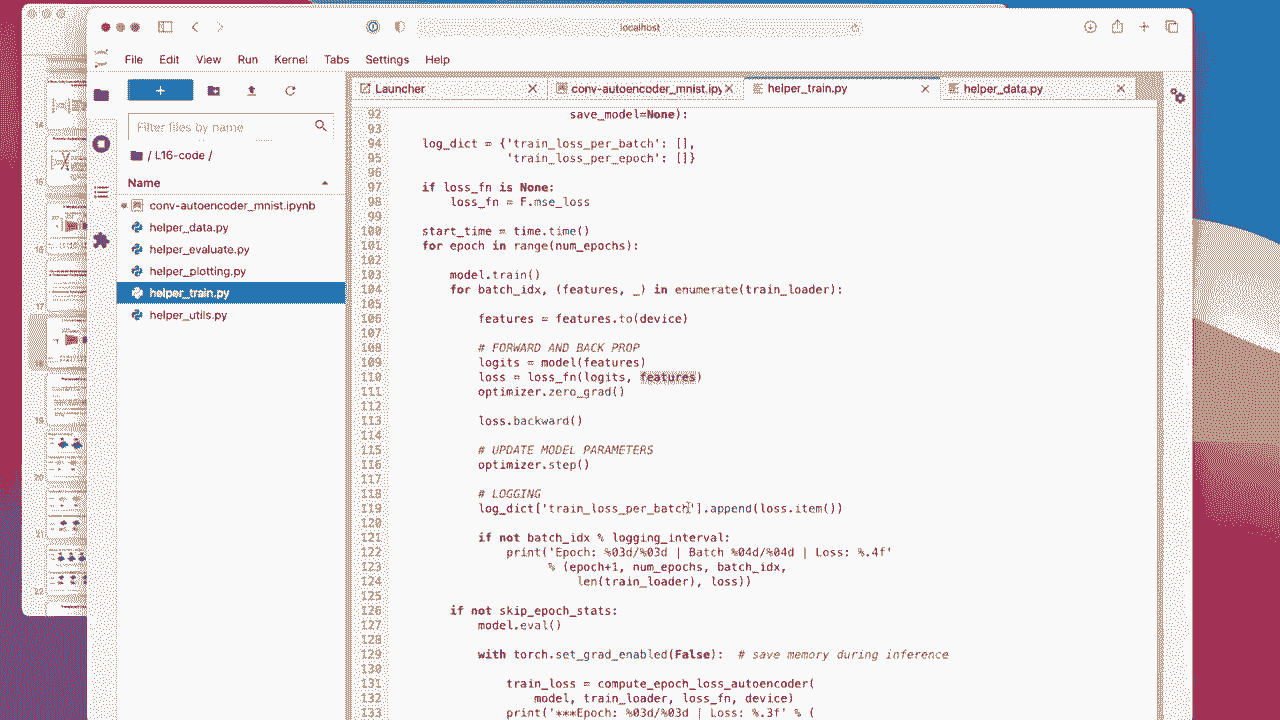 localhost
File Edit View Run Kernel Tabs Settings Help
+
Filter files by name
/ L16-code /
Name
conv-autoencoder_mnist.ipynb
helper_data.py
helper_evaluate.py
helper_plotting.py
helper_train.py
helper_utils.py
Launcher
conv-autoencoder_mnist.ipy
helper_train.py
helper_data.py
92 save_model=None):
93
94 log_dict = {'train_loss_per_batch': [],
95 'train_loss_per_epoch': []}
96
97 if loss_fn is None:
98 loss_fn = F.mse_loss
99
100 start_time = time.time()
101 for epoch in range(num_epochs):
102
103 model.train()
104 for batch_idx, (features, _) in enumerate(train_loader):
105
106 features = features.to(device)
107
108 # FORWARD AND BACK PROP
109 logits = model(features)
110 loss = loss_fn(logits, features)
111 optimizer.zero_grad()
112
113 loss.backward()
114
115 # UPDATE MODEL PARAMETERS
116 optimizer.step()
117
118 # LOGGING
119 log_dict['train_loss_per_batch'].append(loss.item())
120
121 if not batch_idx % logging_interval:
122 print('Epoch: %03d/%03d | Batch %04d/%04d | Loss: %.4f'
123 % (epoch+1, num_epochs, batch_idx,
124 len(train_loader), loss))
125
126 if not skip_epoch_stats:
127 model.eval()
128
129 with torch.set_grad_enabled(False): # save memory during inference
130
131 train_loss = compute_epoch_loss_autoencoder(
132 model, train_loader, loss_fn, device)
133 print('***Epoch: %03d/%03d | Loss: %.3f' % (